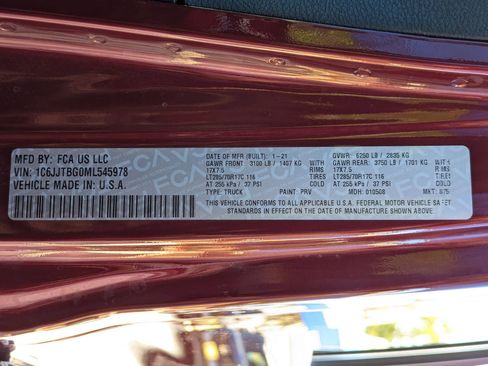 MFD BY: FCA US LLC
VIN: 1C6JJTBG0ML545978
VEHICLE MADE IN: U.S.A.
DATE OF MFR (BUILT): 1-21
GVWR: 6250 LB / 2835 KG
GAWR FRONT: 3100 LB / 1407 KG
GAWR REAR: 3750 LB / 1701 KG
17X7.5 RIMS 17X7.5 RIMS
LT285/70R17C 116 TIRES LT285/70R17C 116 TIRES
AT 255 kPa / 37 PSI AT 255 kPa / 37 PSI
TYPE: TRUCK PAINT: PRV MDH: 010508 MKT:
THIS VEHICLE CONFORMS TO ALL APPLICABLE U.S.A. FEDERAL MOTOR VEHICLE SAFETY
STANDARDS IN EFFECT ON THE DATE OF MANUFACTURE SHOWN ABOVE.